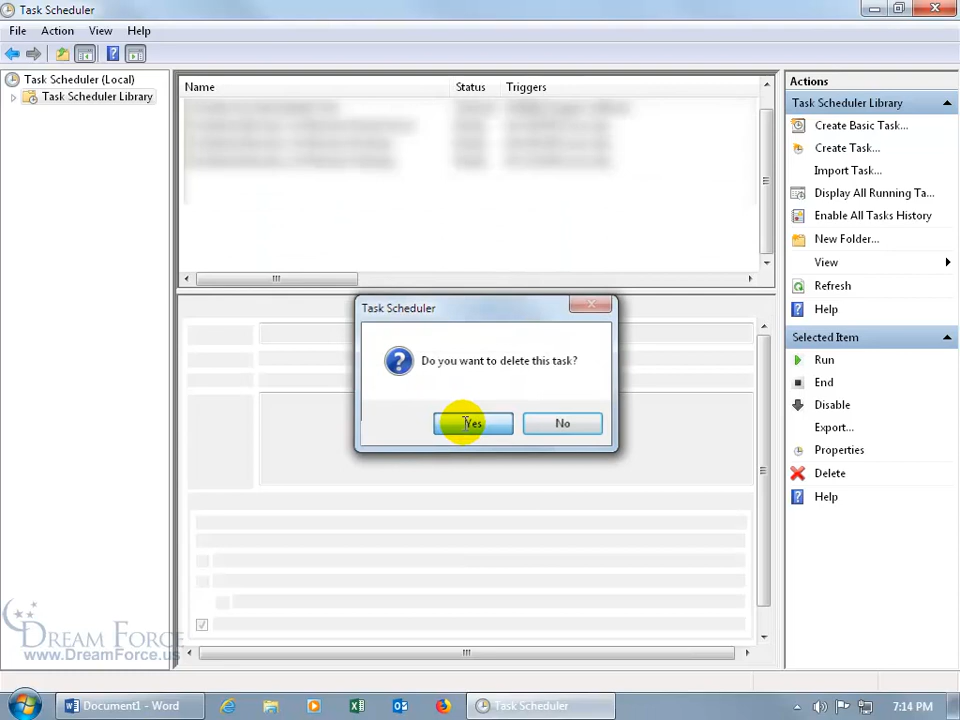 Task Scheduler
File Action View Help
Task Scheduler (Local)
Task Scheduler Library
Name Status Triggers
Actions
Task Scheduler Library
Create Basic Task...
Create Task...
Import Task...
Display All Running Ta...
Enable All Tasks History
New Folder...
View
Refresh
Help
Selected Item
Run
End
Disable
Export...
Properties
Delete
Help
Task Scheduler
Do you want to delete this task?
Yes No
DREAM FORCE
www.DreamForce.us
Document1 - Word
Task Scheduler
7:14 PM